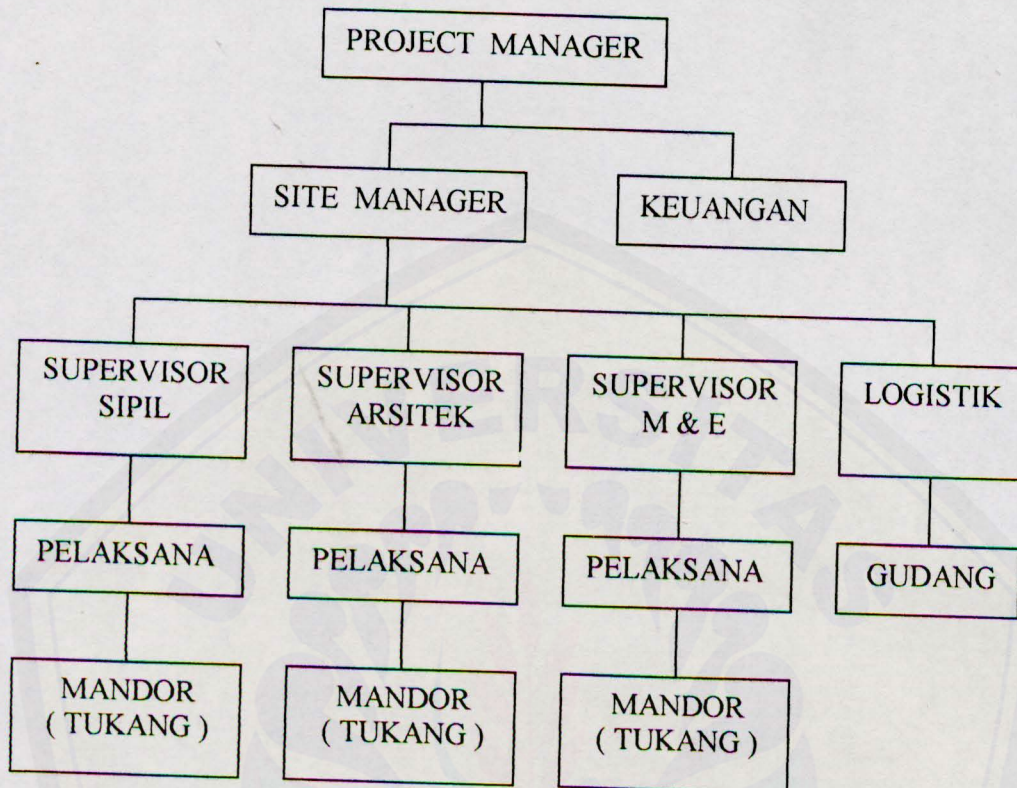 PROJECT MANAGER
SITE MANAGER
KEUANGAN
SUPERVISOR
SIPIL
SUPERVISOR
ARSITEK
SUPERVISOR
M & E
LOGISTIK
PELAKSANA
PELAKSANA
PELAKSANA
GUDANG
MANDOR
( TUKANG )
MANDOR
( TUKANG )
MANDOR
( TUKANG )
UNIVERSITAS